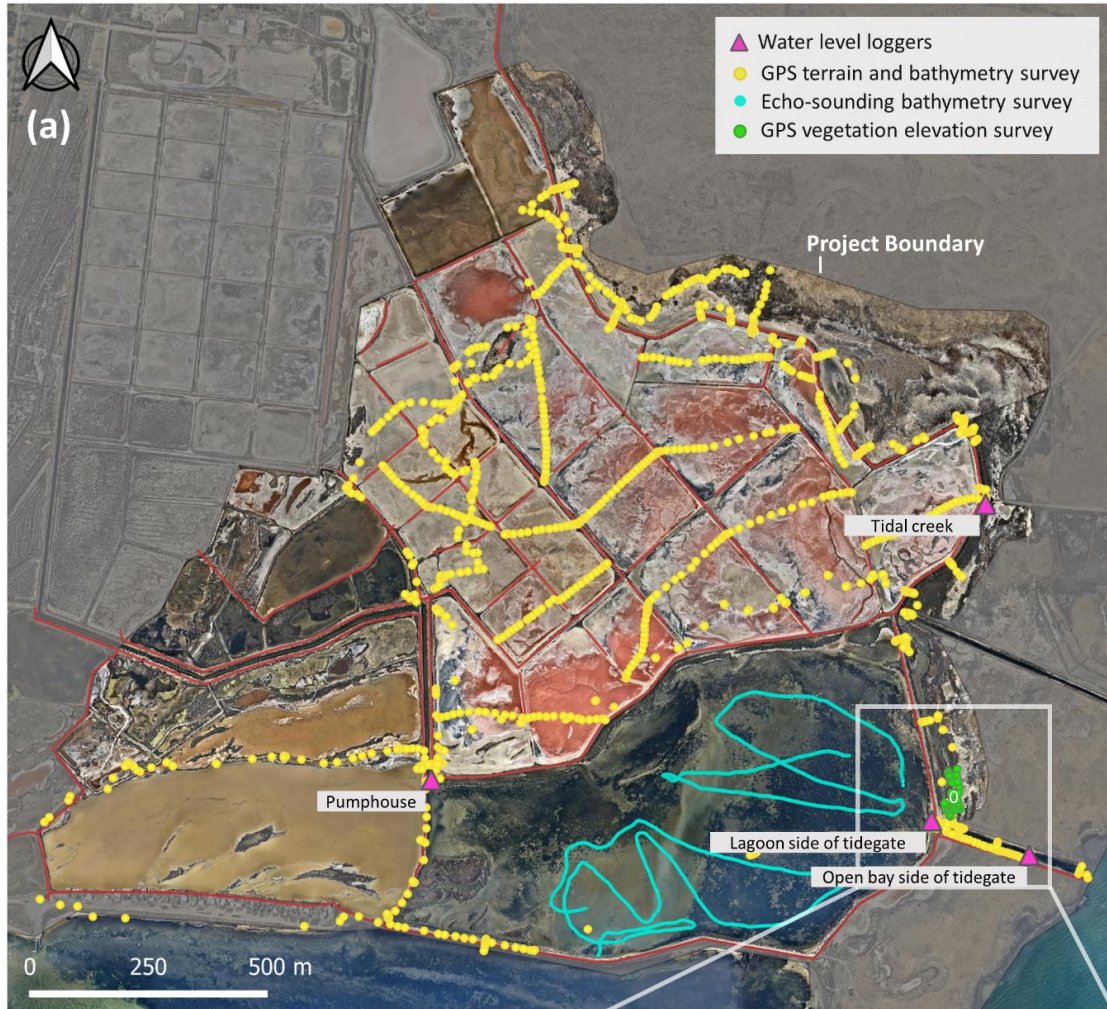 (a)
Water level loggers
GPS terrain and bathymetry survey
Echo-sounding bathymetry survey
GPS vegetation elevation survey
Project Boundary
Tidal creek
Pumphouse
0
Lagoon side of tidegate
Open bay side of tidegate
0 250 500 m